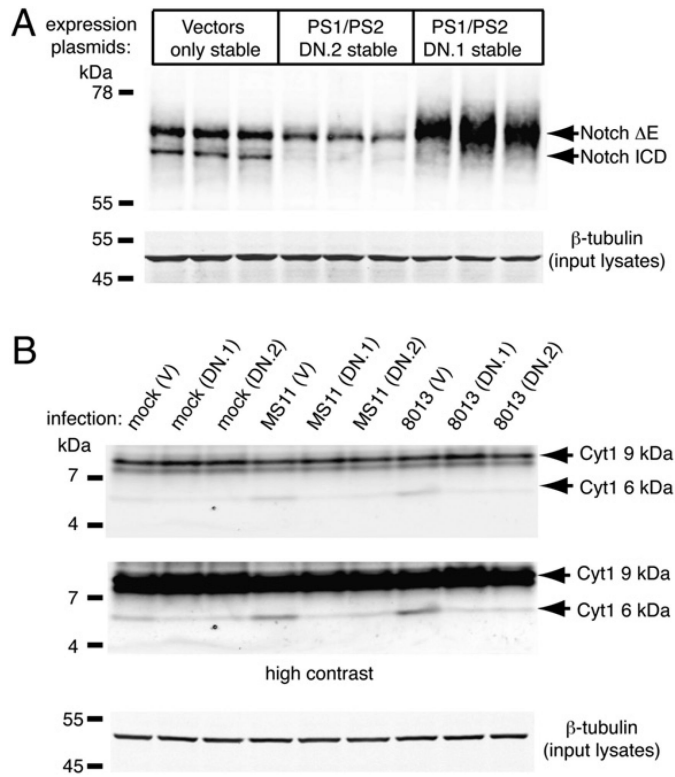 A
expression plasmids:
Vectors only stable
PS1/PS2 DN.2 stable
PS1/PS2 DN.1 stable
kDa
78
Notch ΔE
Notch ICD
55
55
β-tubulin
(input lysates)
45
B
infection:
mock (V)
mock (DN.1)
mock (DN.2)
MS11 (V)
MS11 (DN.1)
MS11 (DN.2)
8013 (V)
8013 (DN.1)
8013 (DN.2)
kDa
Cyt1 9 kDa
7
Cyt1 6 kDa
4
Cyt1 9 kDa
7
Cyt1 6 kDa
4
high contrast
55
β-tubulin
(input lysates)
45